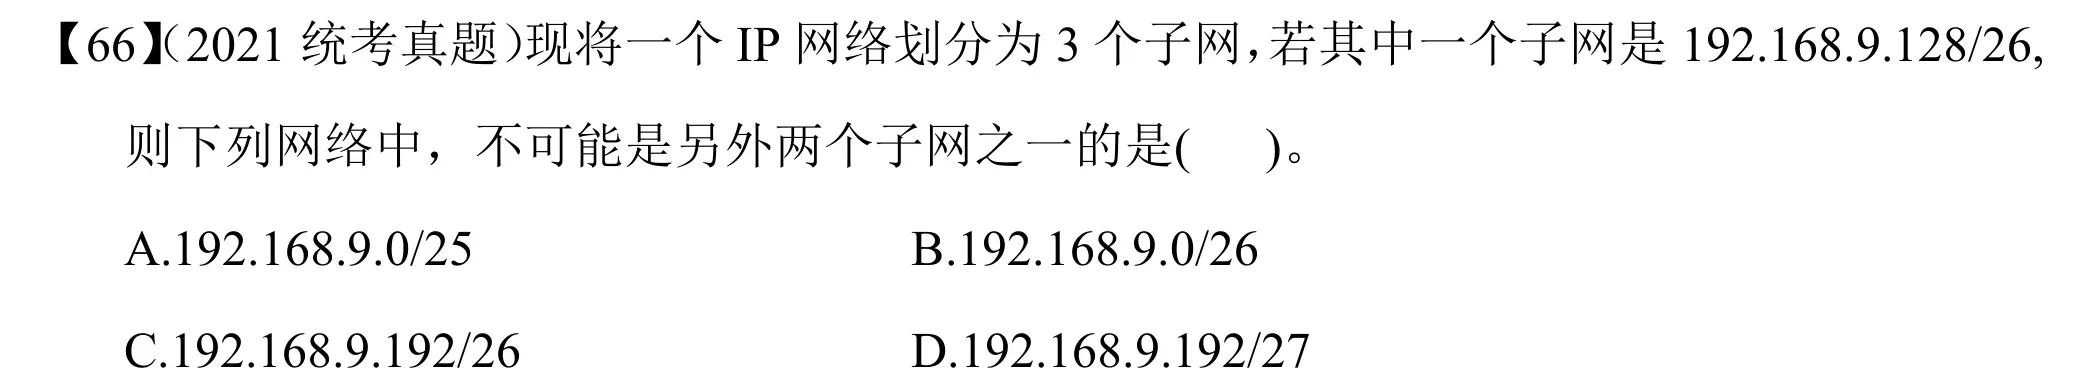 【66】(2021 统考真题)现将一个 IP 网络划分为 3 个子网,若其中一个子网是 192.168.9.128/26,
则下列网络中，不可能是另外两个子网之一的是(    )。
A.192.168.9.0/25    B.192.168.9.0/26
C.192.168.9.192/26    D.192.168.9.192/27